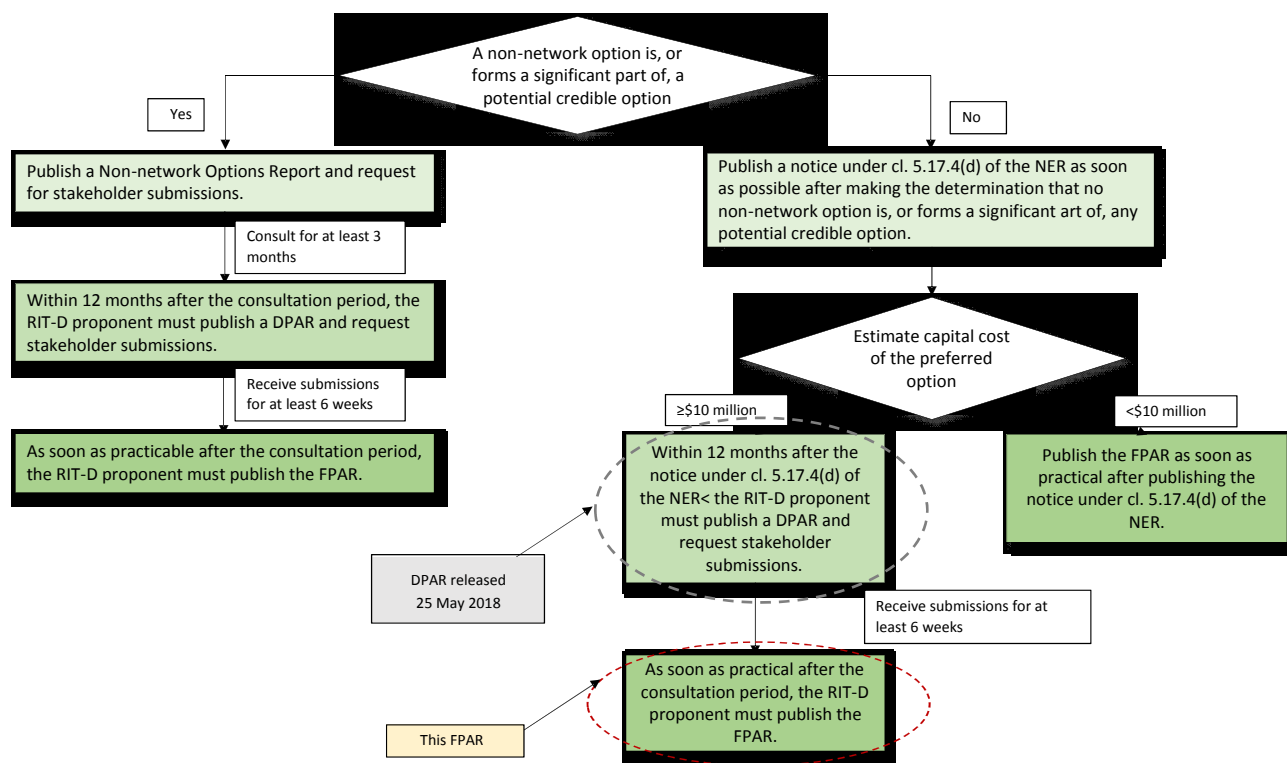 A non-network option is, or
forms a significant part of, a
potential credible option
Yes
No
Publish a Non-network Options Report and request
for stakeholder submissions.
Publish a notice under cl. 5.17.4(d) of the NER as soon
as possible after making the determination that no
non-network option is, or forms a significant art of, any
potential credible option.
Consult for at least 3
months
Within 12 months after the consultation period, the
RIT-D proponent must publish a DPAR and request
stakeholder submissions.
Estimate capital cost
of the preferred
option
Receive submissions
for at least 6 weeks
≥$10 million
<$10 million
As soon as practicable after the consultation period,
the RIT-D proponent must publish the FPAR.
Within 12 months after the
notice under cl. 5.17.4(d) of
the NER< the RIT-D proponent
must publish a DPAR and
request stakeholder
submissions.
Publish the FPAR as soon as
practical after publishing the
notice under cl. 5.17.4(d) of the
NER.
DPAR released
25 May 2018
Receive submissions for at
least 6 weeks
As soon as practical after the
consultation period, the RIT-D
proponent must publish the
FPAR.
This FPAR